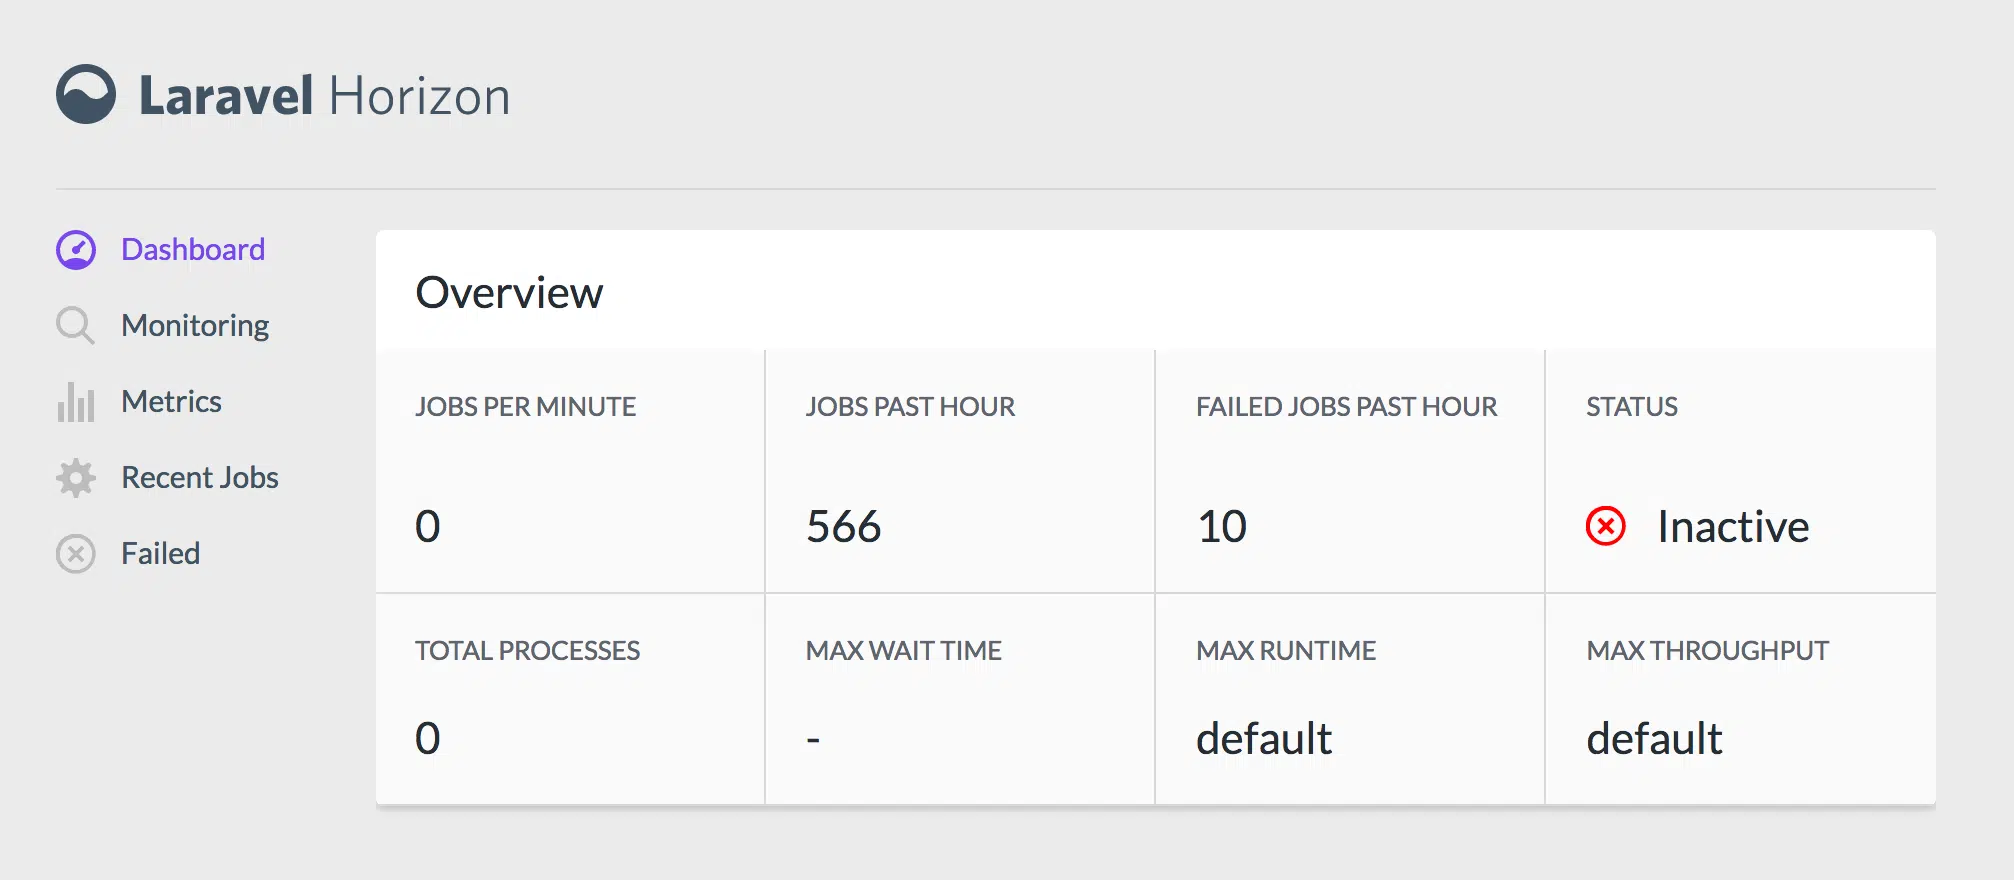 Laravel Horizon
Dashboard
Monitoring
Metrics
Recent Jobs
Failed
Overview
JOBS PER MINUTE
JOBS PAST HOUR
FAILED JOBS PAST HOUR
STATUS
0
566
10
Inactive
TOTAL PROCESSES
MAX WAIT TIME
MAX RUNTIME
MAX THROUGHPUT
0
-
default
default